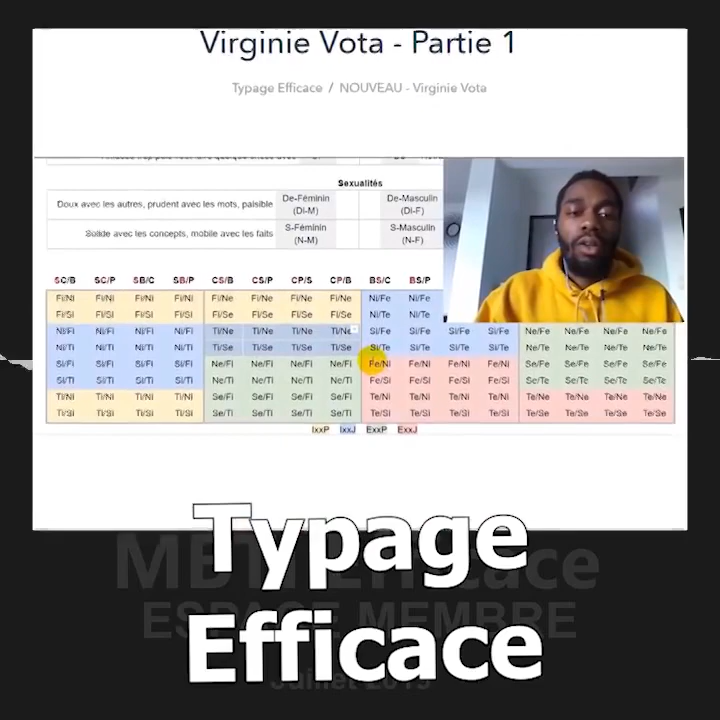 Virginie Vota - Partie 1
Typage Efficace / NOUVEAU - Virginie Vota
Sexualités
Doux avec les autres, prudent avec les mots, paisible De-Féminin (DI-M) De-Masculin (DI-F)
Solide avec les concepts, mobile avec les faits S-Féminin (N-M) S-Masculin (N-F)
SC/B SC/P SB/C SB/P CS/B CS/P CP/S CP/B BS/C BS/P
Fi/Ni Fi/Ni Fi/Ni Fi/Ni Fi/Ne Fi/Ne Fi/Ne Fi/Ne Ni/Fe Ni/Fe
Fi/Si Fi/Si Fi/Si Fi/Si Fi/Se Fi/Se Fi/Se Fi/Se Ni/Te Ni/Te
Ni/Fi Ni/Fi Ni/Fi Ni/Fi Ti/Ne Ti/Ne Ti/Ne Ti/Ne Si/Fe Si/Fe Si/Fe Si/Fe Ne/Fe Ne/Fe Ne/Fe Ne/Fe
Ni/Ti Ni/Ti Ni/Ti Ni/Ti Ti/Se Ti/Se Ti/Se Ti/Se Si/Te Si/Te Si/Te Si/Te Ne/Te Ne/Te Ne/Te Ne/Te
Si/Fi Si/Fi Si/Fi Si/Fi Ne/Fi Ne/Fi Ne/Fi Ne/Fi Fe/Ni Fe/Ni Fe/Ni Fe/Ni Se/Fe Se/Fe Se/Fe Se/Fe
Si/Ti Si/Ti Si/Ti Si/Ti Ne/Ti Ne/Ti Ne/Ti Ne/Ti Fe/Si Fe/Si Fe/Si Fe/Si Se/Te Se/Te Se/Te Se/Te
Ti/Ni Ti/Ni Ti/Ni Ti/Ni Se/Fi Se/Fi Se/Fi Se/Fi Te/Ni Te/Ni Te/Ni Te/Ni Te/Ne Te/Ne Te/Ne Te/Ne
Ti/Si Ti/Si Ti/Si Ti/Si Se/Ti Se/Ti Se/Ti Se/Ti Te/Si Te/Si Te/Si Te/Si Te/Se Te/Se Te/Se Te/Se
IxxP IxxJ ExxP ExxJ
Typage
MBTI Efficace
ESPACE MEMBRE
Efficace